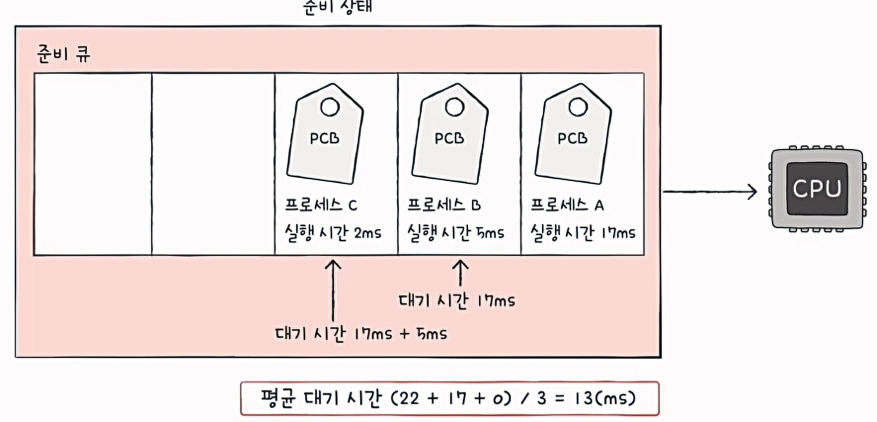 준비 상태
준비 큐
PCB
PCB
PCB
프로세스 C
실행 시간 2ms
프로세스 B
실행 시간 5ms
프로세스 A
실행 시간 17ms
CPU
대기 시간 17ms
대기 시간 17ms + 5ms
평균 대기 시간 (22 + 17 + 0) / 3 = 13(ms)